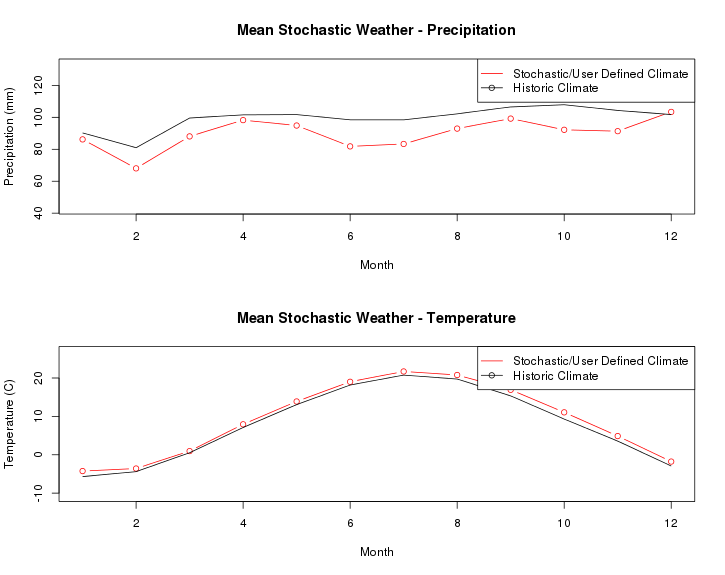 Mean Stochastic Weather - Precipitation
Stochastic/User Defined Climate
Historic Climate
Precipitation (mm)
120
100
80
60
40
2 4 6 8 10 12
Month
Mean Stochastic Weather - Temperature
Stochastic/User Defined Climate
Historic Climate
Temperature (C)
20
10
0
-10
2 4 6 8 10 12
Month